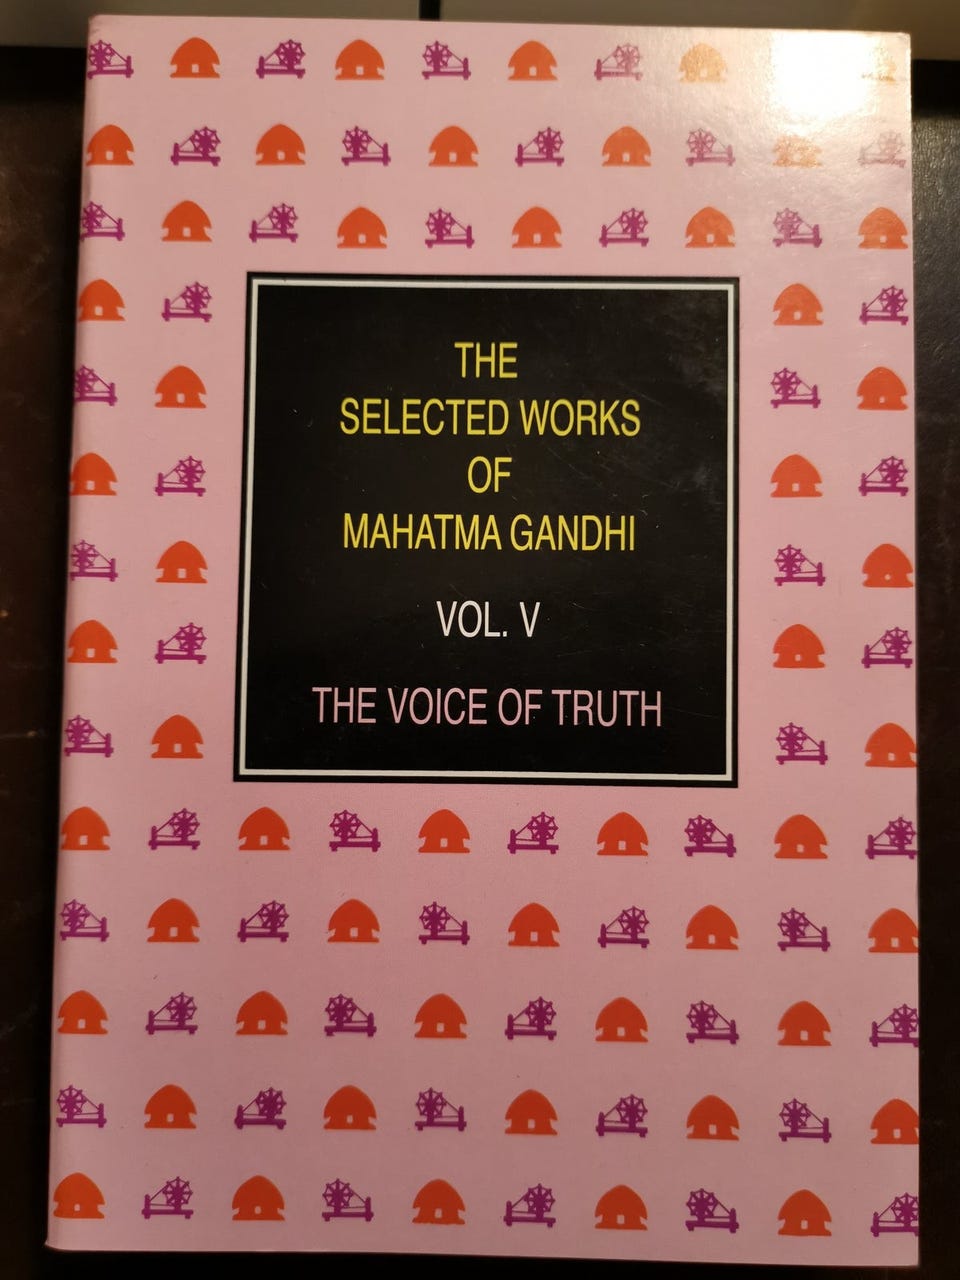 THE
SELECTED WORKS
OF
MAHATMA GANDHI
VOL. V
THE VOICE OF TRUTH